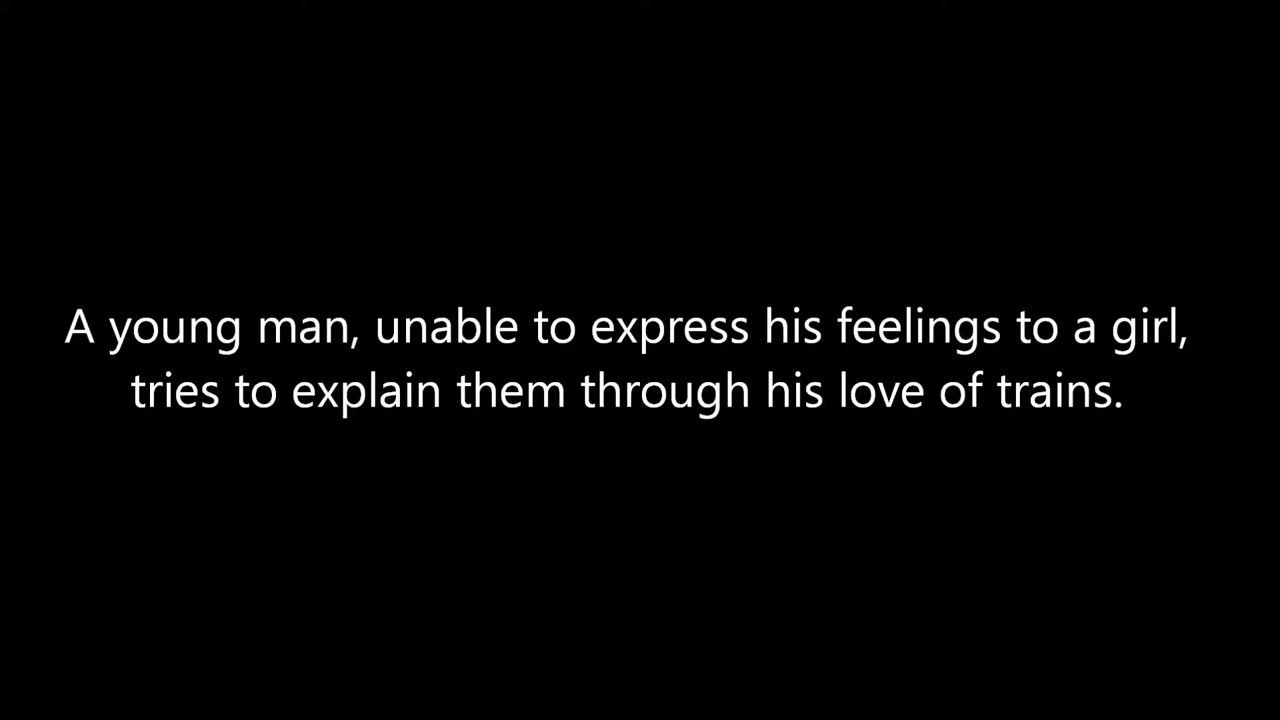 A young man, unable to express his feelings to a girl,
tries to explain them through his love of trains.